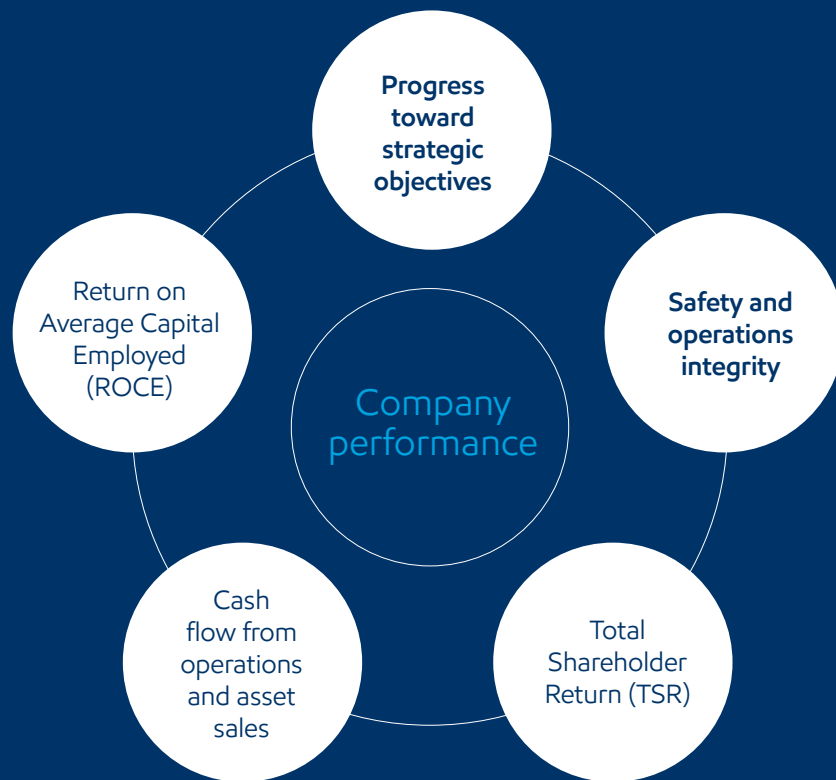 Progress
toward
strategic
objectives
Safety and
operations
integrity
Total
Shareholder
Return (TSR)
Cash
flow from
operations
and asset
sales
Return on
Average Capital
Employed
(ROCE)
Company
performance